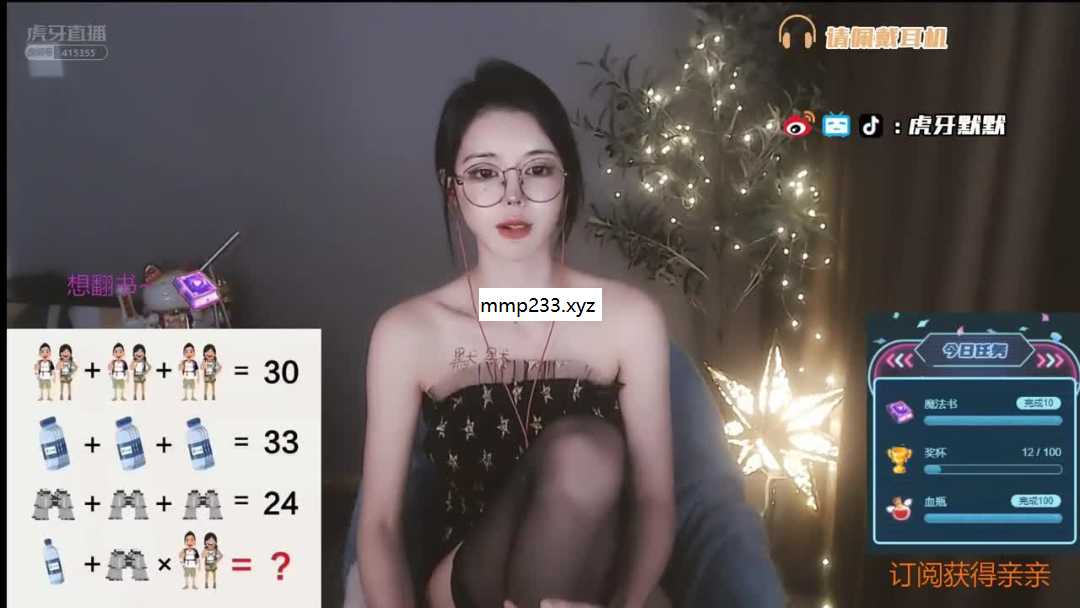 虎牙直播
415355
请佩戴耳机
:虎牙默默
想翻书~
mmp233.xyz
默默
+ + = 30
+ + = 33
+ + = 24
+ × = ?
今日任务
魔法书 完成10
奖杯 12 / 100
血瓶 完成100
订阅获得亲亲